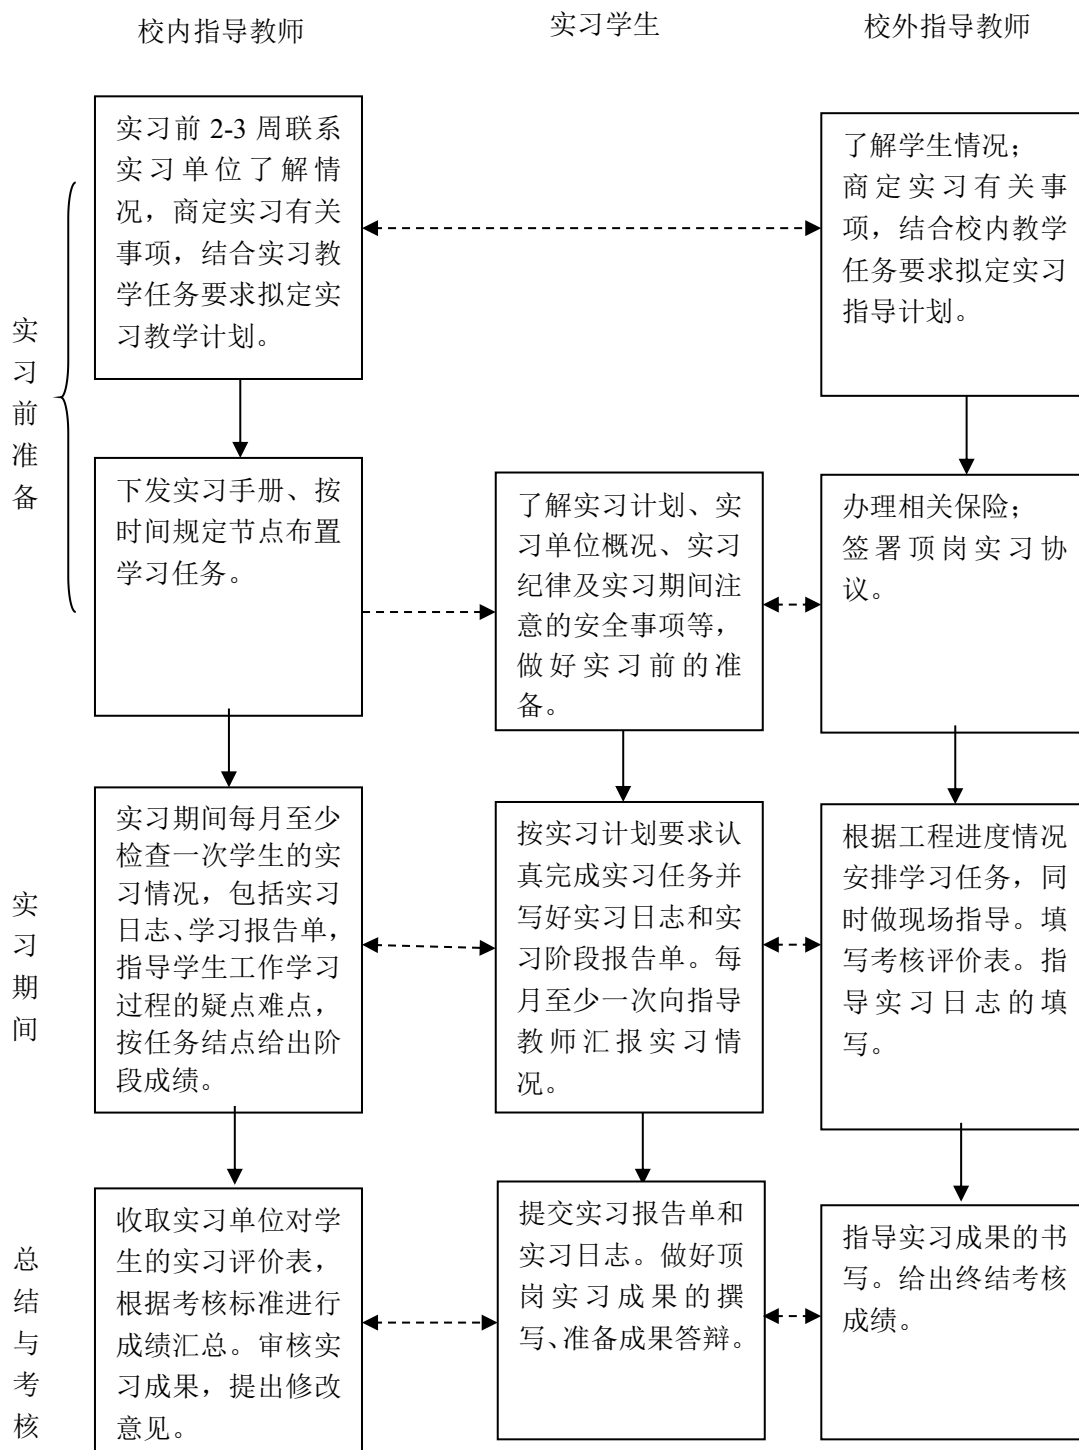 校内指导教师
实习学生
校外指导教师
实习前准备
实习前 2-3 周联系
实习单位了解情
况，商定实习有关
事项，结合实习教
学任务要求拟定实
习教学计划。
了解学生情况；
商定实习有关事
项，结合校内教学
任务要求拟定实习
指导计划。
下发实习手册、按
时间规定节点布置
学习任务。
了解实习计划、实
习单位概况、实习
纪律及实习期间注
意的安全事项等，
做好实习前的准
备。
办理相关保险；
签署顶岗实习协
议。
实习期间
实习期间每月至少
检查一次学生的实
习情况，包括实习
日志、学习报告单，
指导学生工作学习
过程的疑点难点，
按任务结点给出阶
段成绩。
按实习计划要求认
真完成实习任务并
写好实习日志和实
习阶段报告单。每
月至少一次向指导
教师汇报实习情
况。
根据工程进度情况
安排学习任务，同
时做现场指导。填
写考核评价表。指
导实习日志的填
写。
总结与考核
收取实习单位对学
生的实习评价表，
根据考核标准进行
成绩汇总。审核实
习成果，提出修改
意见。
提交实习报告单和
实习日志。做好顶
岗实习成果的撰
写、准备成果答辩。
指导实习成果的书
写。给出终结考核
成绩。